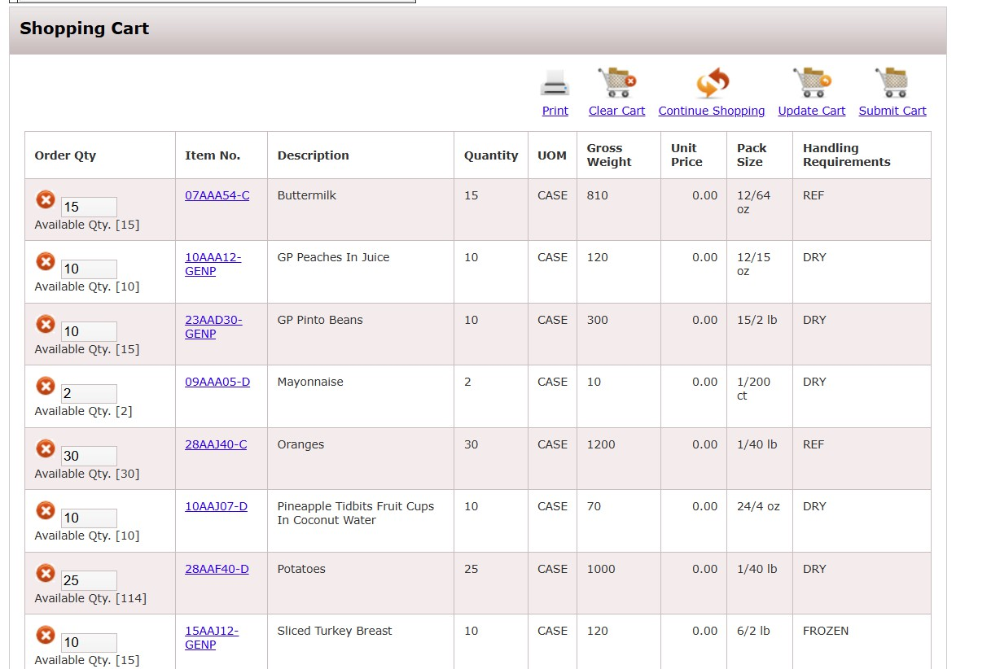 Shopping Cart
Print Clear Cart Continue Shopping Update Cart Submit Cart
Order Qty Item No. Description Quantity UOM Gross Weight Unit Price Pack Size Handling Requirements
15 07AAA54-C Buttermilk 15 CASE 810 0.00 12/64 oz REF
Available Qty. [15]
10 10AAA12-GENP GP Peaches In Juice 10 CASE 120 0.00 12/15 oz DRY
Available Qty. [10]
10 23AAD30-GENP GP Pinto Beans 10 CASE 300 0.00 15/2 lb DRY
Available Qty. [15]
2 09AAA05-D Mayonnaise 2 CASE 10 0.00 1/200 ct DRY
Available Qty. [2]
30 28AAJ40-C Oranges 30 CASE 1200 0.00 1/40 lb REF
Available Qty. [30]
10 10AAJ07-D Pineapple Tidbits Fruit Cups In Coconut Water 10 CASE 70 0.00 24/4 oz DRY
Available Qty. [10]
25 28AAF40-D Potatoes 25 CASE 1000 0.00 1/40 lb DRY
Available Qty. [114]
10 15AAJ12-GENP Sliced Turkey Breast 10 CASE 120 0.00 6/2 lb FROZEN
Available Qty. [15]